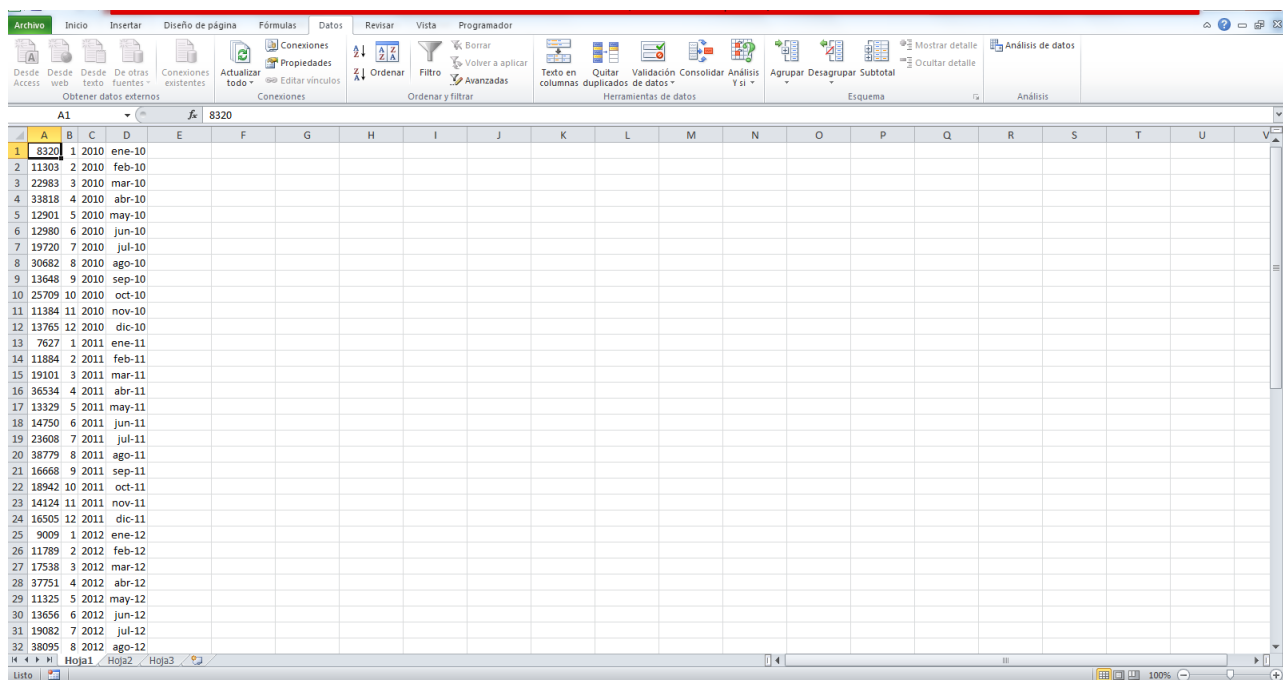 Archivo Inicio Insertar Diseño de página Fórmulas Datos Revisar Vista Programador
Desde Access Desde web Desde texto De otras fuentes Conexiones existentes
Obtener datos externos
Actualizar todo Conexiones Propiedades Editar vínculos
Conexiones
Ordenar Filtro Borrar Volver a aplicar Avanzadas
Ordenar y filtrar
Texto en columnas Quitar duplicados Validación de datos Consolidar Análisis Y si
Herramientas de datos
Agrupar Desagrupar Subtotal Mostrar detalle Ocultar detalle
Esquema
Análisis de datos
Análisis
A1 fx 8320
A B C D E F G H I J K L M N O P Q R S T U V
1 8320 1 2010 ene-10
2 11303 2 2010 feb-10
3 22983 3 2010 mar-10
4 33818 4 2010 abr-10
5 12901 5 2010 may-10
6 12980 6 2010 jun-10
7 19720 7 2010 jul-10
8 30682 8 2010 ago-10
9 13648 9 2010 sep-10
10 25709 10 2010 oct-10
11 11384 11 2010 nov-10
12 13765 12 2010 dic-10
13 7627 1 2011 ene-11
14 11884 2 2011 feb-11
15 19101 3 2011 mar-11
16 36534 4 2011 abr-11
17 13329 5 2011 may-11
18 14750 6 2011 jun-11
19 23608 7 2011 jul-11
20 38779 8 2011 ago-11
21 16668 9 2011 sep-11
22 18942 10 2011 oct-11
23 14124 11 2011 nov-11
24 16505 12 2011 dic-11
25 9009 1 2012 ene-12
26 11789 2 2012 feb-12
27 17538 3 2012 mar-12
28 37751 4 2012 abr-12
29 11325 5 2012 may-12
30 13656 6 2012 jun-12
31 19082 7 2012 jul-12
32 38095 8 2012 ago-12
Hoja1 Hoja2 Hoja3
Listo 100%